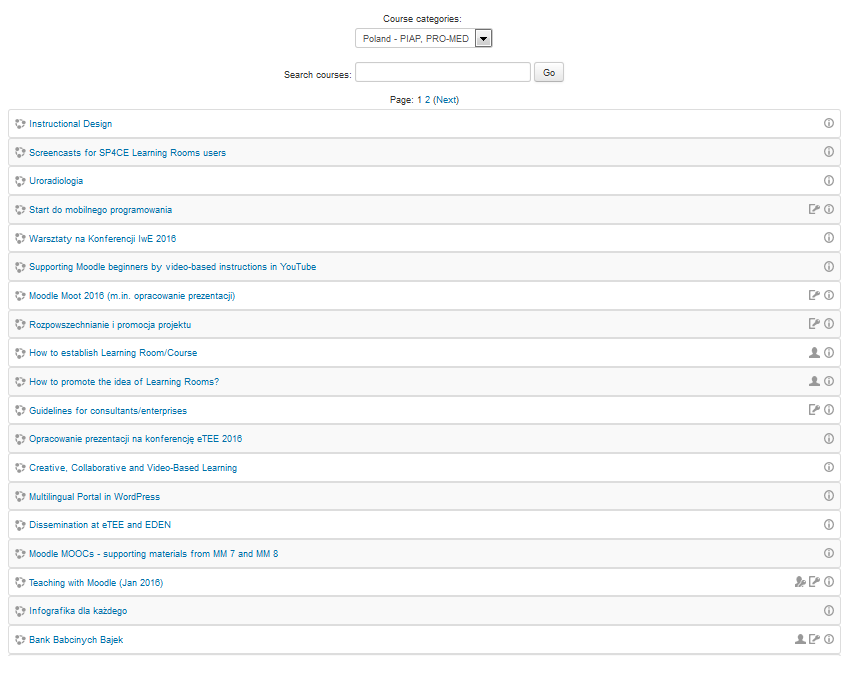 Course categories:
Poland - PIAP, PRO-MED
Search courses:
Go
Page: 1 2 (Next)
Instructional Design
Screencasts for SP4CE Learning Rooms users
Uroradiologia
Start do mobilnego programowania
Warsztaty na Konferencji IwE 2016
Supporting Moodle beginners by video-based instructions in YouTube
Moodle Moot 2016 (m.in. opracowanie prezentacji)
Rozpowszechnianie i promocja projektu
How to establish Learning Room/Course
How to promote the idea of Learning Rooms?
Guidelines for consultants/enterprises
Opracowanie prezentacji na konferencję eTEE 2016
Creative, Collaborative and Video-Based Learning
Multilingual Portal in WordPress
Dissemination at eTEE and EDEN
Moodle MOOCs - supporting materials from MM 7 and MM 8
Teaching with Moodle (Jan 2016)
Infografika dla każdego
Bank Babcinych Bajek